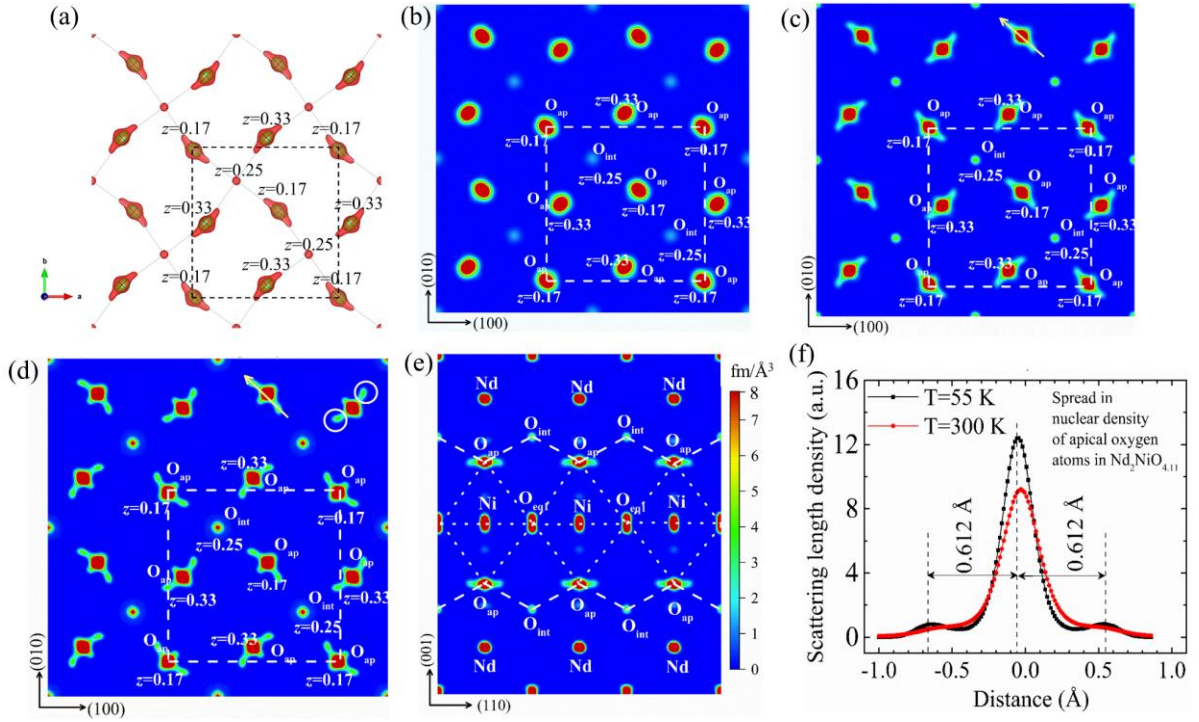 (a)
z=0.17
z=0.33
z=0.17
z=0.25
z=0.17
z=0.33
z=0.33
z=0.25
z=0.17
z=0.33
z=0.17
b
a
(b)
O_ap
z=0.33
O_ap
O_ap
z=0.17
z=0.17
O_int
z=0.25
O_ap
O_ap
z=0.17
z=0.33
O_int
z=0.33
z=0.25
O_ap
z=0.33
O_ap
O_ap
z=0.17
z=0.17
(010)
(100)
(c)
O_ap
z=0.33
O_ap
O_ap
z=0.17
z=0.17
O_int
z=0.25
O_ap
O_ap
z=0.17
z=0.33
O_int
z=0.33
z=0.25
O_ap
z=0.33
O_ap
O_ap
z=0.17
z=0.17
(010)
(100)
(d)
O_ap
z=0.33
O_ap
O_ap
z=0.17
z=0.17
O_int
z=0.25
O_ap
O_ap
z=0.17
z=0.33
z=0.33
O_int
z=0.25
O_ap
z=0.33
O_ap
O_ap
z=0.17
z=0.17
(010)
(100)
(e)
fm/Å³
8
7
6
5
4
3
2
1
0
Nd Nd Nd
O_int O_int
O_ap O_ap O_ap
Ni O_eq1 Ni O_eq1 Ni
O_ap O_ap O_ap
O_int O_int
Nd Nd Nd
(001)
(110)
(f)
Scattering length density (a.u.)
16
12
8
4
0
T=55 K
T=300 K
Spread in
nuclear density
of apical oxygen
atoms in Nd₂NiO₄.₁₁
0.612 Å
0.612 Å
-1.0 -0.5 0.0 0.5 1.0
Distance (Å)